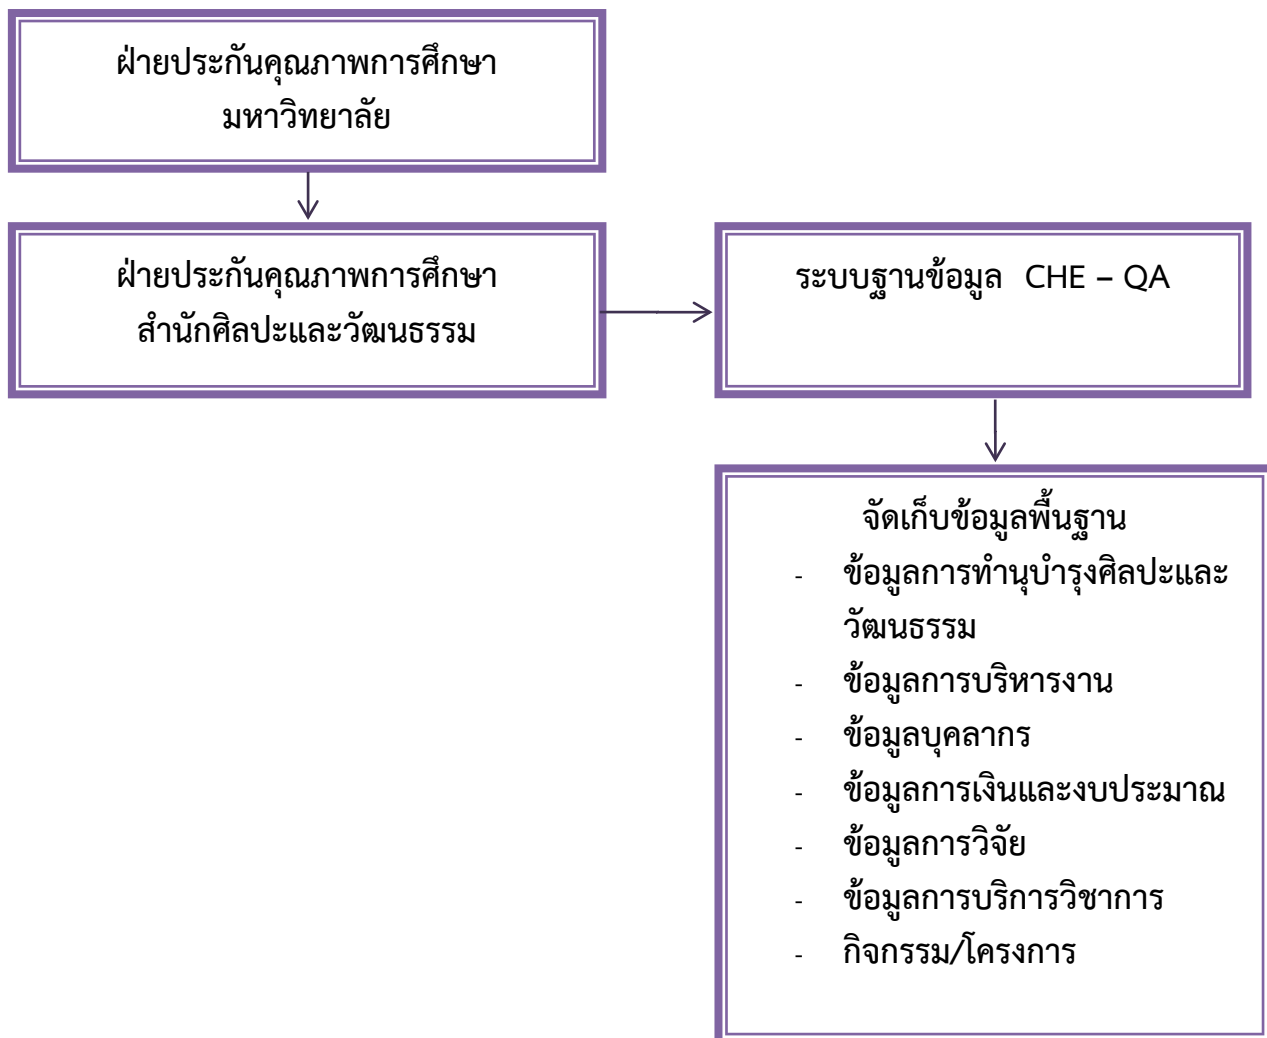 ฝ่ายประกันคุณภาพการศึกษา
มหาวิทยาลัย
ฝ่ายประกันคุณภาพการศึกษา
สำนักศิลปะและวัฒนธรรม
ระบบฐานข้อมูล CHE – QA
จัดเก็บข้อมูลพื้นฐาน
- ข้อมูลการทำนุบำรุงศิลปะและ
วัฒนธรรม
- ข้อมูลการบริหารงาน
- ข้อมูลบุคลากร
- ข้อมูลการเงินและงบประมาณ
- ข้อมูลการวิจัย
- ข้อมูลการบริการวิชาการ
- กิจกรรม/โครงการ